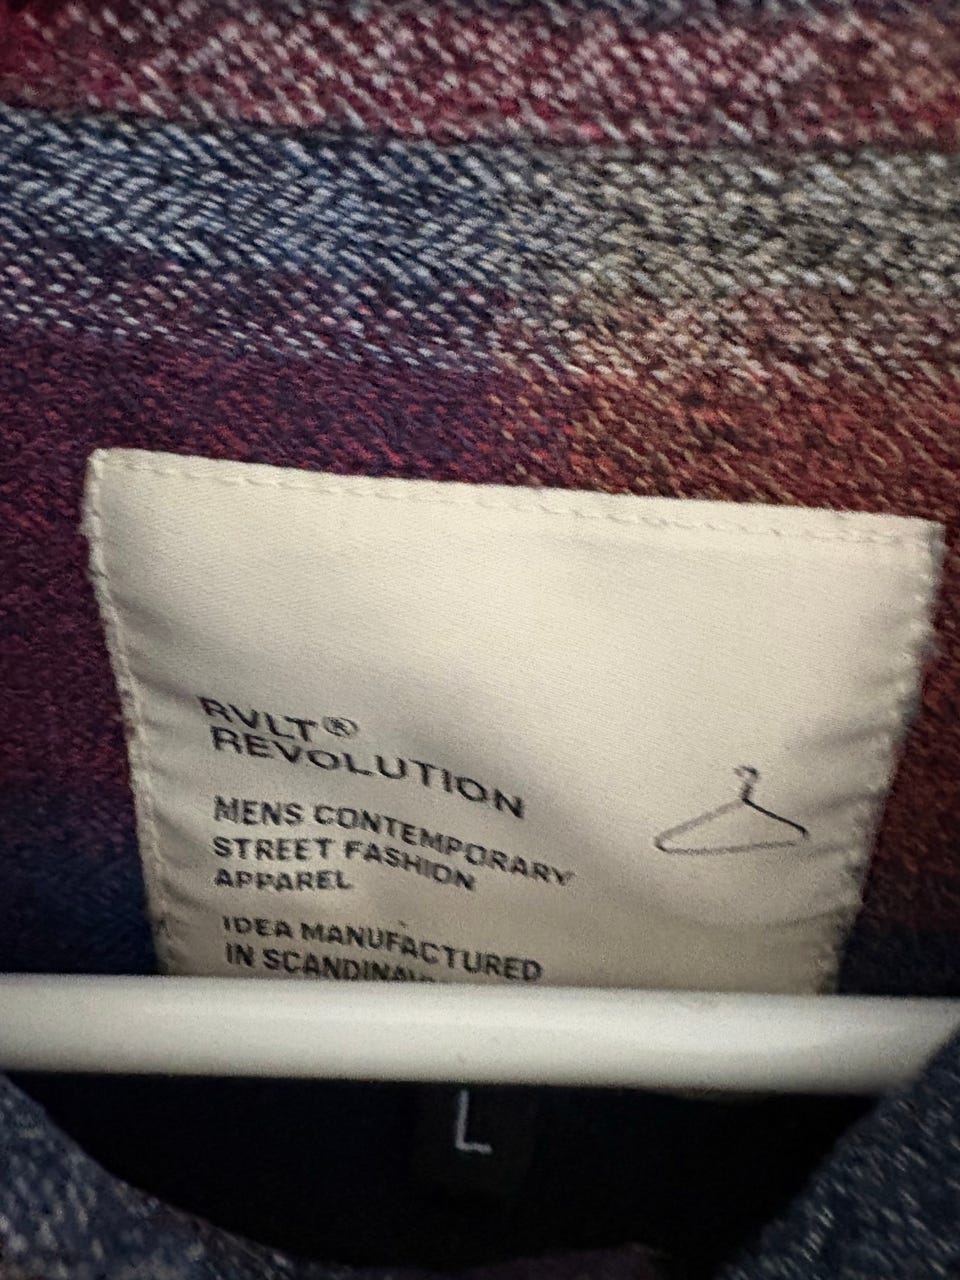 RVLT®
REVOLUTION
MENS CONTEMPORARY
STREET FASHION
APPAREL
IDEA MANUFACTURED
IN
L